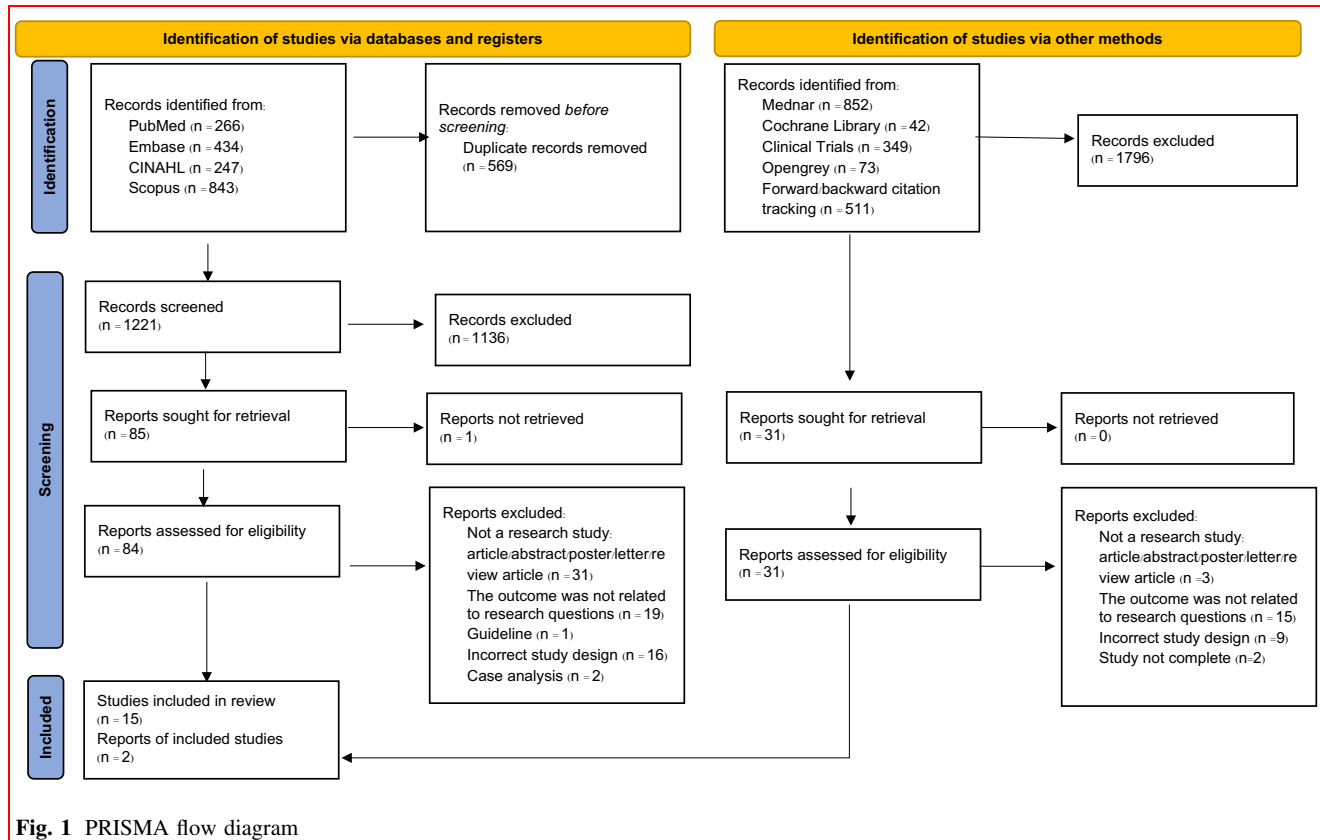 Identification of studies via databases and registers
Identification of studies via other methods
Identification
Records identified from:
PubMed (n = 266)
Embase (n = 434)
CINAHL (n = 247)
Scopus (n = 843)
Records removed before
screening:
Duplicate records removed
(n = 569)
Records identified from:
Mednar (n = 852)
Cochrane Library (n = 42)
Clinical Trials (n = 349)
Opengrey (n = 73)
Forward/backward citation
tracking (n = 511)
Records excluded
(n = 1796)
Screening
Records screened
(n = 1221)
Records excluded
(n = 1136)
Reports sought for retrieval
(n = 85)
Reports not retrieved
(n = 1)
Reports sought for retrieval
(n = 31)
Reports not retrieved
(n = 0)
Reports assessed for eligibility
(n = 84)
Reports excluded:
Not a research study:
article/abstract/poster/letter/re
view article (n = 31)
The outcome was not related
to research questions (n = 19)
Guideline (n = 1)
Incorrect study design (n = 16)
Case analysis (n = 2)
Reports assessed for eligibility
(n = 31)
Reports excluded:
Not a research study:
article/abstract/poster/letter/re
view article (n =3)
The outcome was not related
to research questions (n = 15)
Incorrect study design (n =9)
Study not complete (n=2)
Included
Studies included in review
(n = 15)
Reports of included studies
(n = 2)
Fig. 1 PRISMA flow diagram